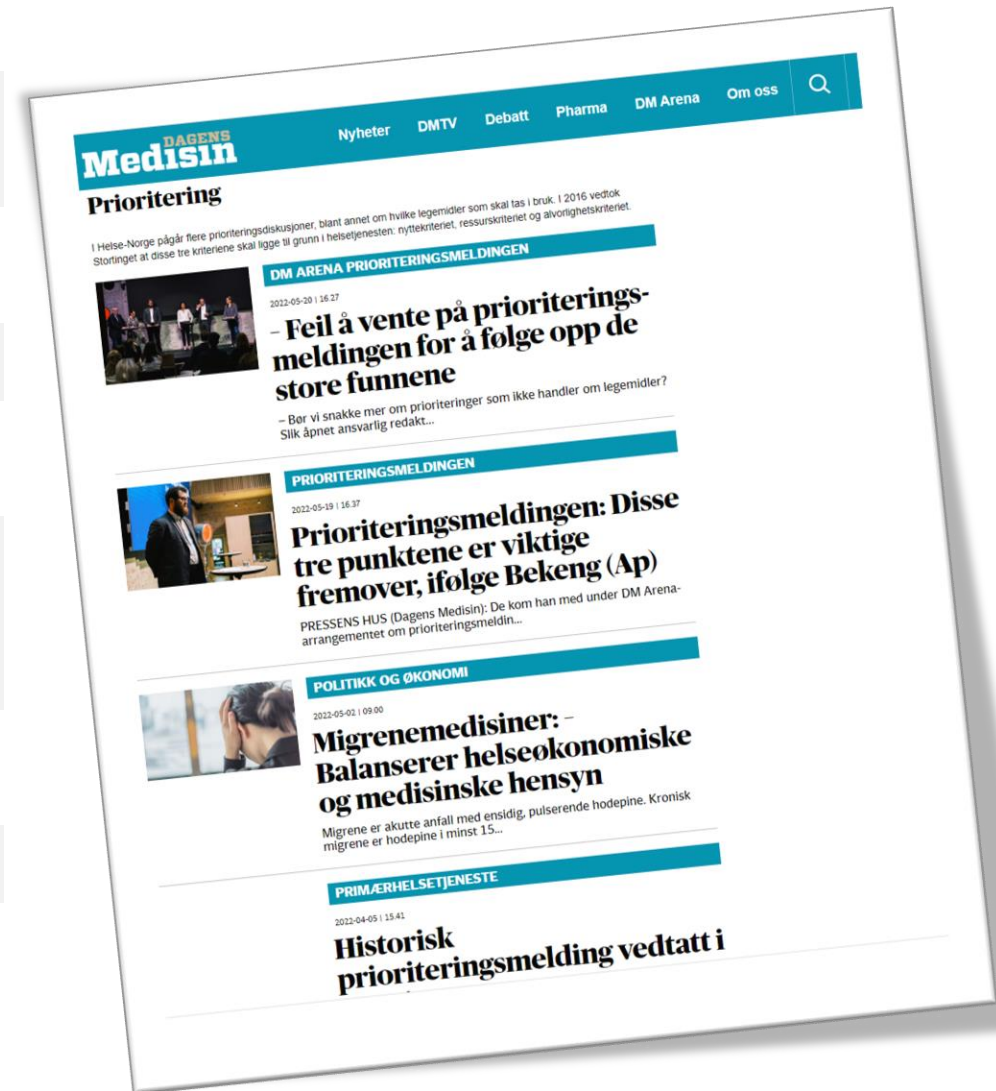 DAGENS
Medisin
Nyheter DMTV Debatt Pharma DM Arena Om oss
Prioritering
I Helse-Norge pågår flere prioriteringsdiskusjoner, blant annet om hvilke legemidler som skal tas i bruk. I 2016 vedtok
Stortinget at disse tre kriteriene skal ligge til grunn i helsetjenesten: nyttekriteriet, ressurskriteriet og alvorlighetskriteriet.
DM ARENA PRIORITERINGSMELDINGEN
2022-05-20 | 16.27
– Feil å vente på prioriterings-
meldingen for å følge opp de
store funnene
– Bør vi snakke mer om prioriteringer som ikke handler om legemidler?
Slik åpnet ansvarlig redakt...
PRIORITERINGSMELDINGEN
2022-05-19 | 16.37
Prioriteringsmeldingen: Disse
tre punktene er viktige
fremover, ifølge Bekeng (Ap)
PRESSENS HUS (Dagens Medisin): De kom han med under DM Arena-
arrangementet om prioriteringsmeldin...
POLITIKK OG ØKONOMI
2022-05-02 | 09.00
Migrenemedisiner: –
Balanserer helseøkonomiske
og medisinske hensyn
Migrene er akutte anfall med ensidig, pulserende hodepine. Kronisk
migrene er hodepine i minst 15...
PRIMÆRHELSETJENESTE
2022-04-05 | 15.41
Historisk
prioriteringsmelding vedtatt i